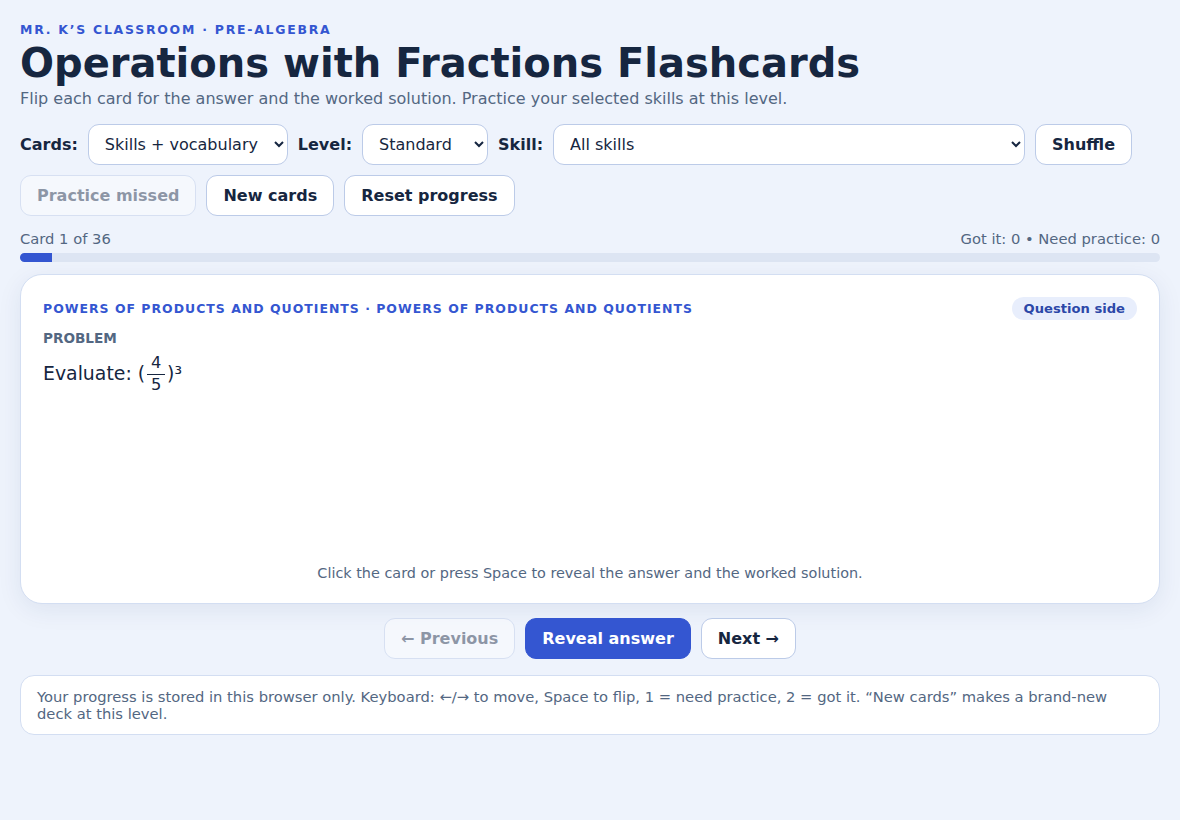 MR. K’S CLASSROOM · PRE-ALGEBRA
Operations with Fractions Flashcards
Flip each card for the answer and the worked solution. Practice your selected skills at this level.
Cards: Skills + vocabulary Level: Standard Skill: All skills Shuffle
Practice missed New cards Reset progress
Card 1 of 36 Got it: 0 • Need practice: 0
POWERS OF PRODUCTS AND QUOTIENTS · POWERS OF PRODUCTS AND QUOTIENTS Question side
PROBLEM
Evaluate: (4/5)³
Click the card or press Space to reveal the answer and the worked solution.
← Previous Reveal answer Next →
Your progress is stored in this browser only. Keyboard: ←/→ to move, Space to flip, 1 = need practice, 2 = got it. “New cards” makes a brand-new
deck at this level.